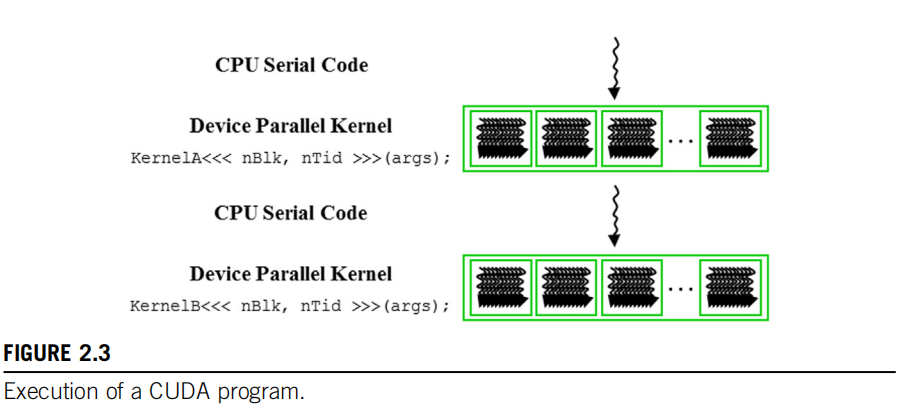 CPU Serial Code
Device Parallel Kernel
KernelA<<< nBlk, nTid >>>(args);
...
CPU Serial Code
Device Parallel Kernel
KernelB<<< nBlk, nTid >>>(args);
...
FIGURE 2.3
Execution of a CUDA program.